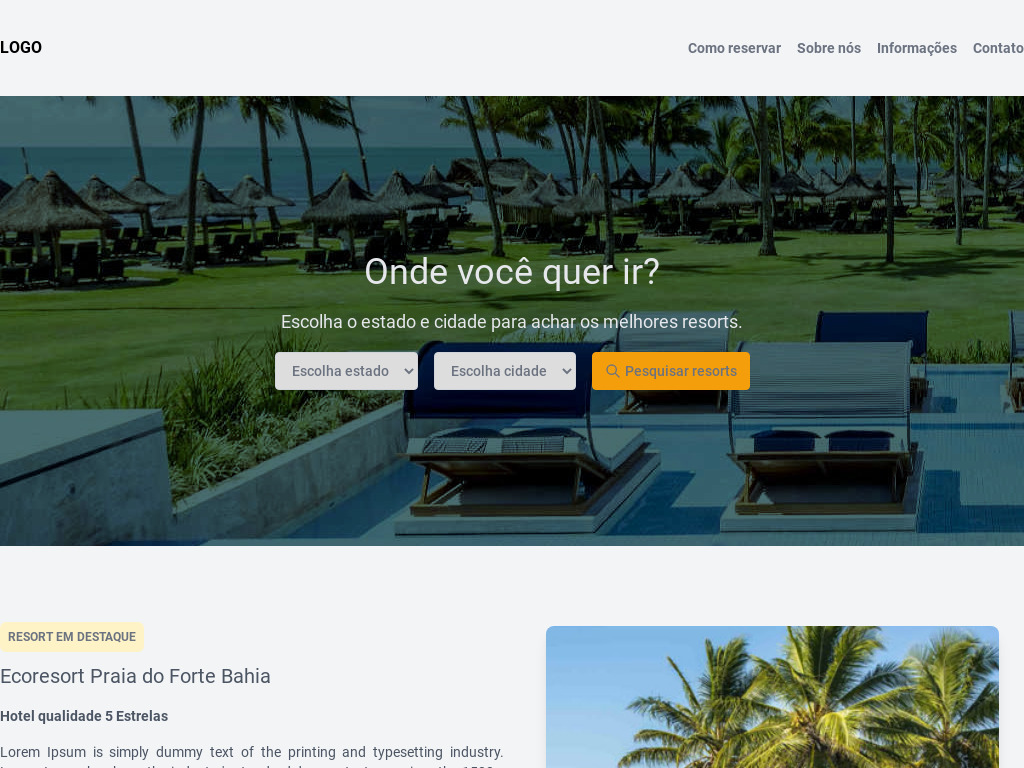 LOGO
Como reservar
Sobre nós
Informações
Contato
Onde você quer ir?
Escolha o estado e cidade para achar os melhores resorts.
Escolha estado
Escolha cidade
Pesquisar resorts
RESORT EM DESTAQUE
Ecoresort Praia do Forte Bahia
Hotel qualidade 5 Estrelas
Lorem Ipsum is simply dummy text of the printing and typesetting industry.